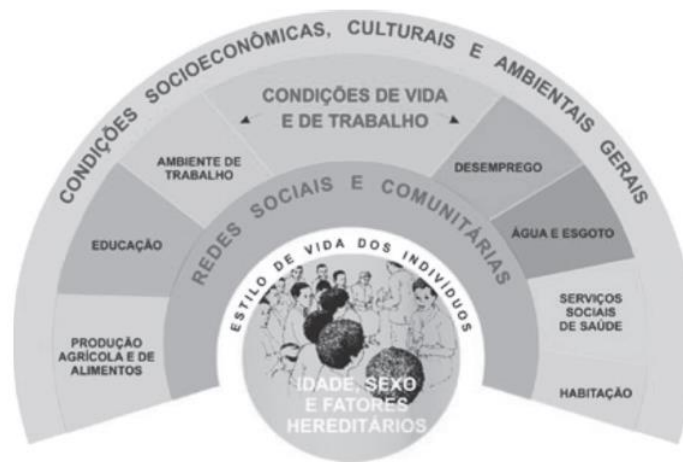 CONDIÇÕES SOCIOECONÔMICAS, CULTURAIS E AMBIENTAIS GERAIS
CONDIÇÕES DE VIDA
E DE TRABALHO
AMBIENTE DE
TRABALHO
DESEMPREGO
REDES SOCIAIS E COMUNITÁRIAS
EDUCAÇÃO
ÁGUA E ESGOTO
ESTILO DE VIDA DOS INDIVÍDUOS
PRODUÇÃO
AGRÍCOLA E DE
ALIMENTOS
SERVIÇOS
SOCIAIS
DE SAÚDE
HABITAÇÃO
IDADE, SEXO
E FATORES
HEREDITÁRIOS